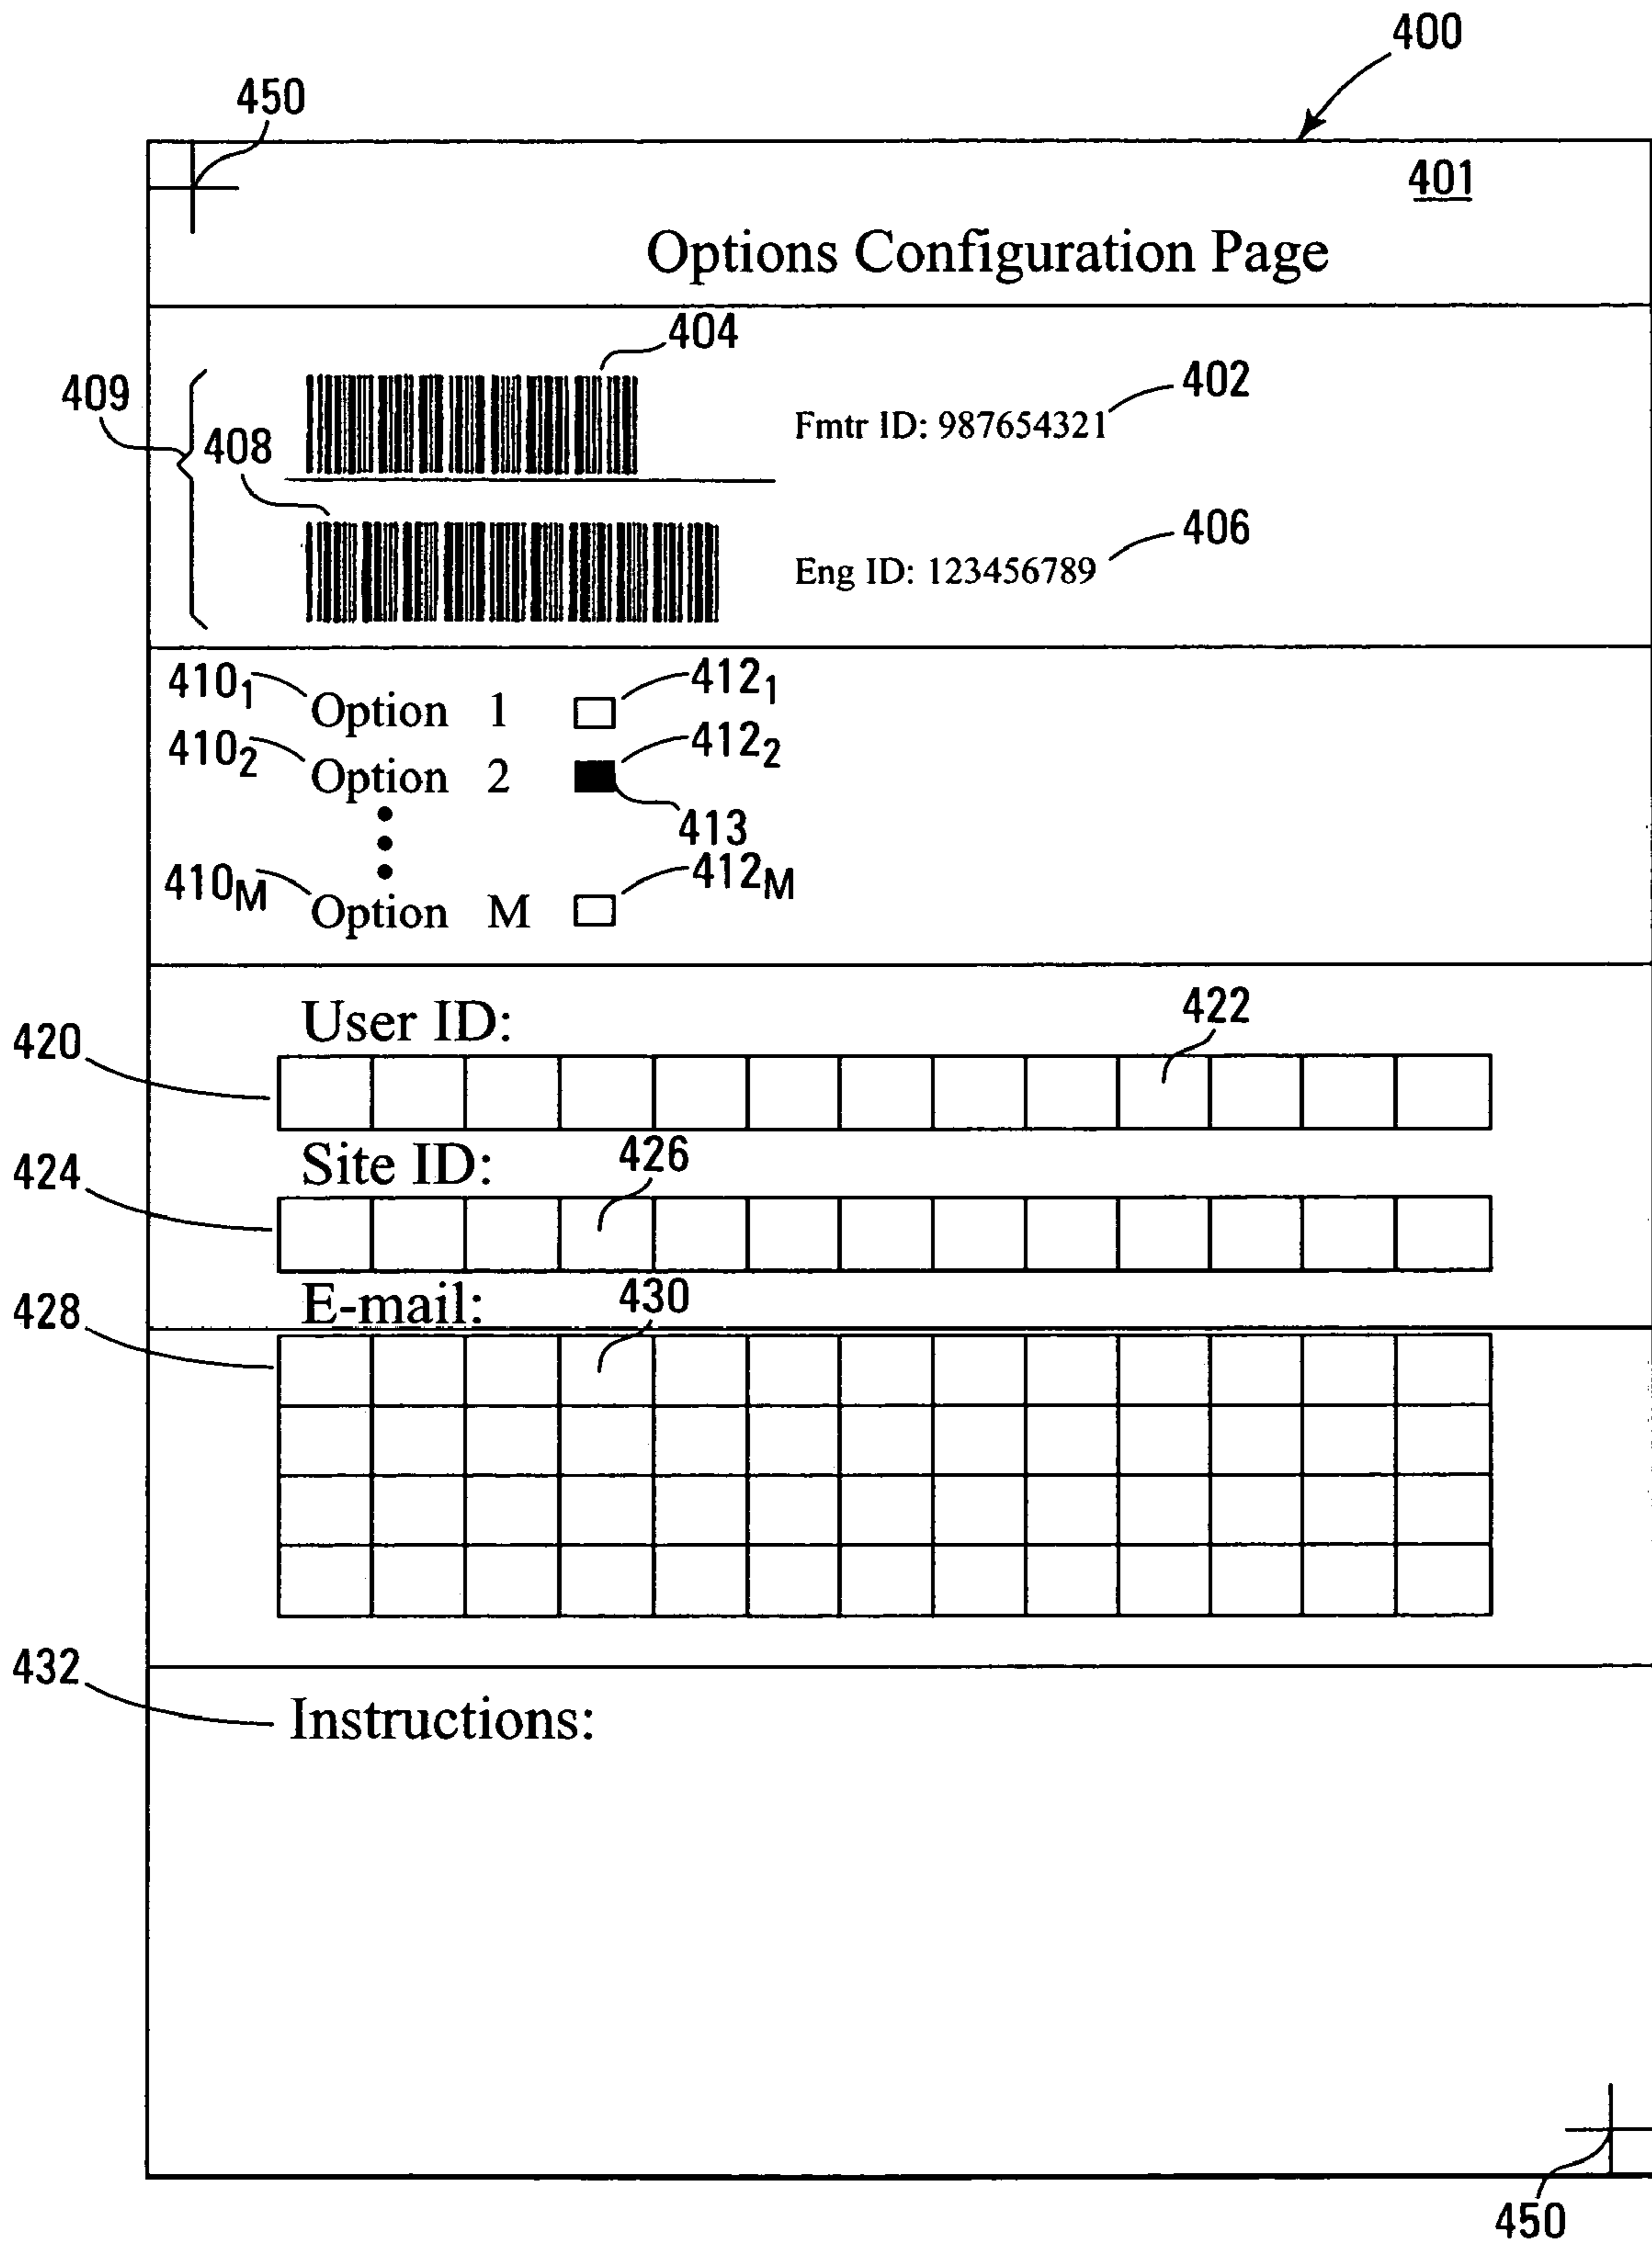 400
450
401
Options Configuration Page
404
409
402
408
Fmtr ID: 987654321
406
Eng ID: 123456789
410₁ Option 1 412₁
410₂ Option 2 412₂
413
410M Option M 412M
User ID:
422
420
Site ID:
426
424
E-mail:
430
428
432
Instructions:
450